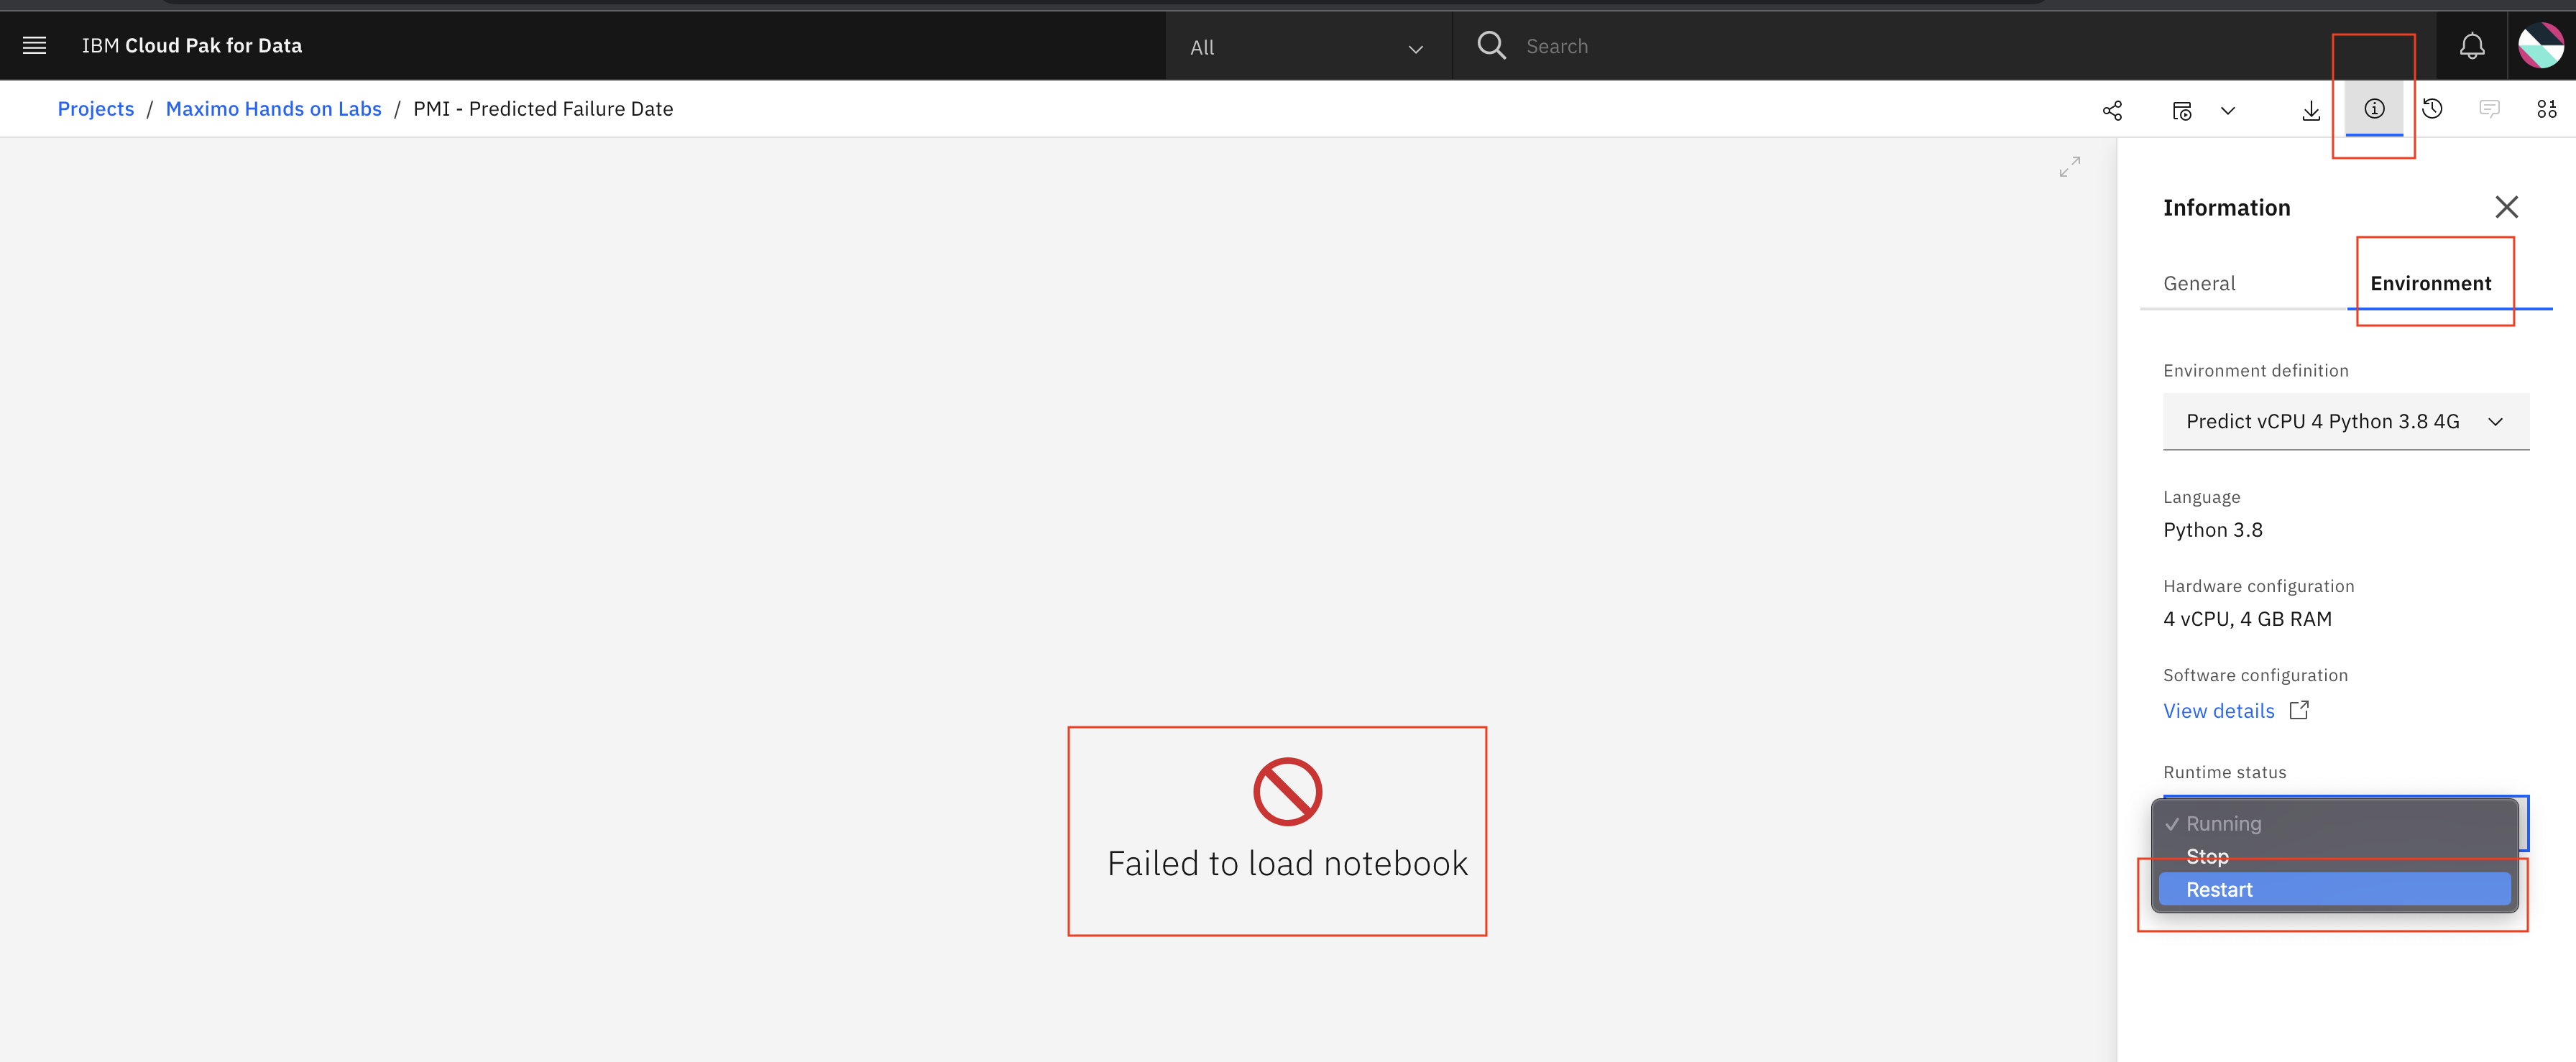 IBM Cloud Pak for Data
All
Search
Projects / Maximo Hands on Labs / PMI - Predicted Failure Date
Information
General
Environment
Environment definition
Predict vCPU 4 Python 3.8 4G
Language
Python 3.8
Hardware configuration
4 vCPU, 4 GB RAM
Software configuration
View details
Runtime status
Running
Stop
Restart
Failed to load notebook